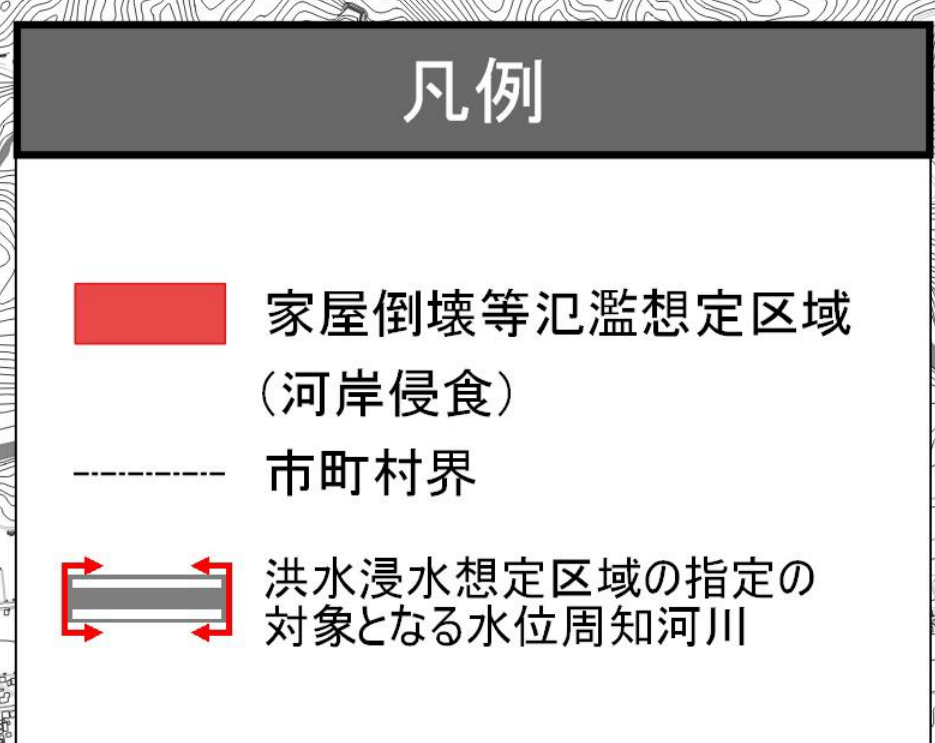 凡例
家屋倒壊等氾濫想定区域
（河岸侵食）
市町村界
洪水浸水想定区域の指定の
対象となる水位周知河川